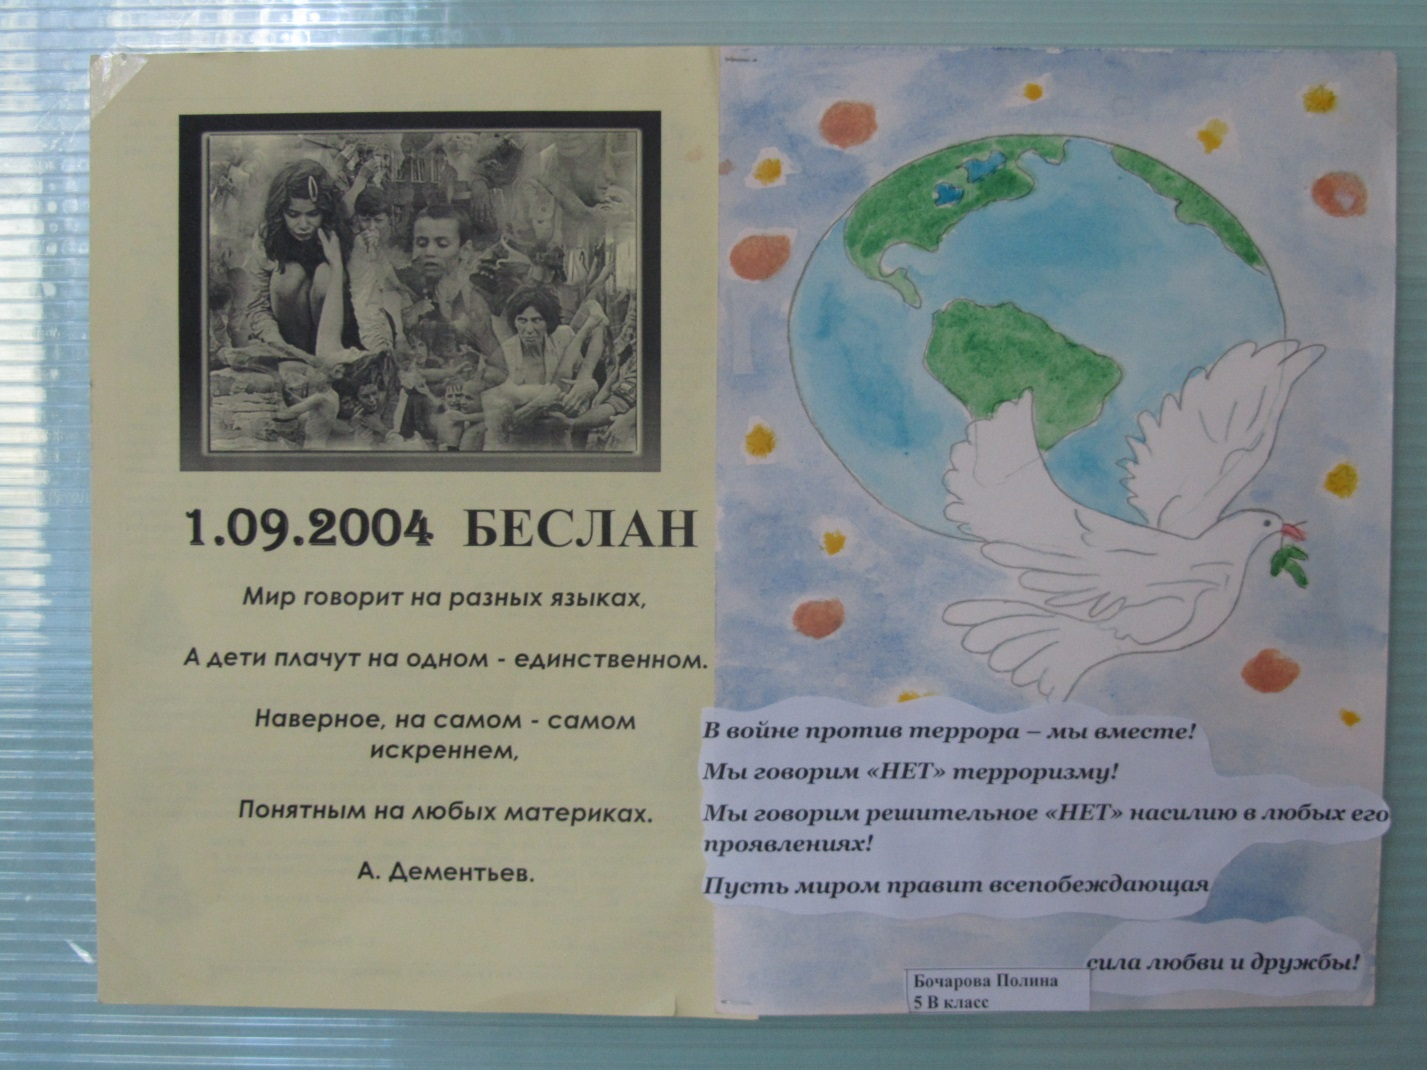 1.09.2004 БЕСЛАН
Мир говорит на разных языках,
А дети плачут на одном - единственном.
Наверное, на самом - самом
искреннем,
Понятным на любых материках.
А. Дементьев.
В войне против террора – мы вместе!
Мы говорим «НЕТ» терроризму!
Мы говорим решительное «НЕТ» насилию в любых его
проявлениях!
Пусть миром правит всепобеждающая
сила любви и дружбы!
Бочарова Полина
5 В класс